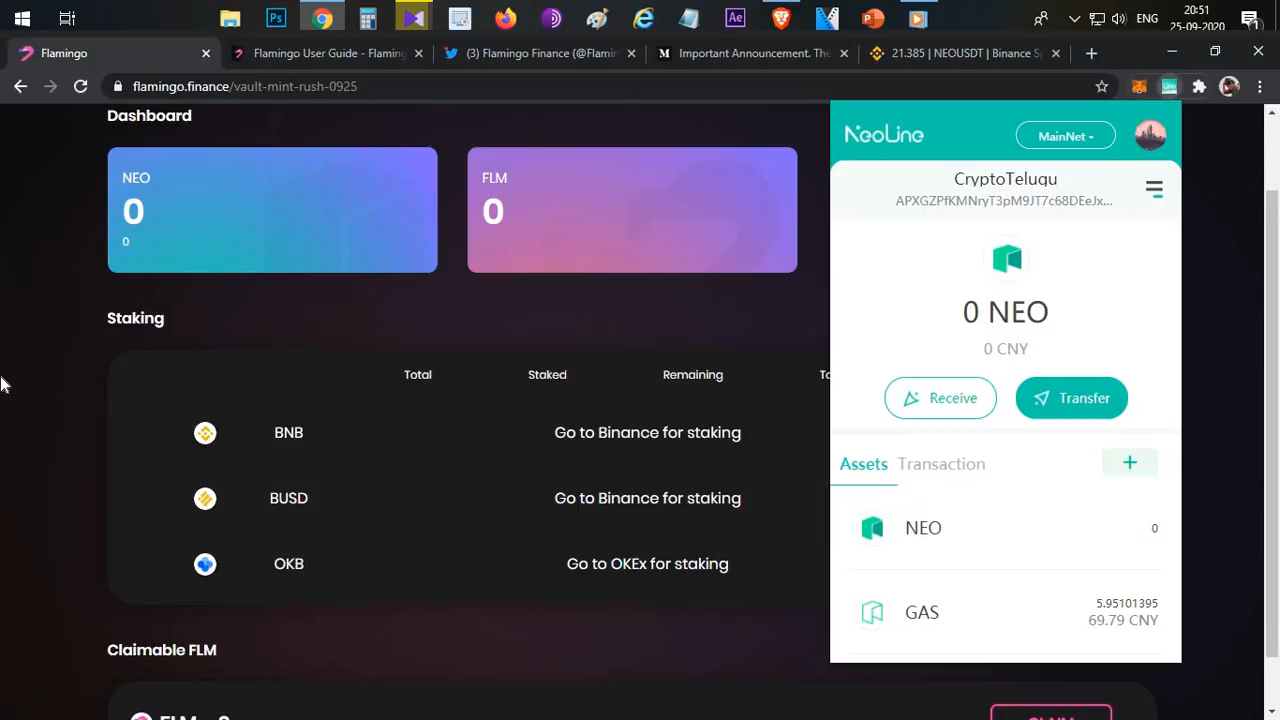 20:51
ENG
25-09-2020
Flamingo
Flamingo User Guide - Flaming
(3) Flamingo Finance (@Flamin
Important Announcement. The
21.385 | NEOUSDT | Binance Sp
flamingo.finance/vault-mint-rush-0925
Dashboard
NEO
0
0
FLM
0
Staking
Total
Staked
Remaining
To
BNB
Go to Binance for staking
BUSD
Go to Binance for staking
OKB
Go to OKEx for staking
Claimable FLM
NEOLINE
MainNet
CryptoTelugu
APXGZPfKMNryT3pM9JT7c68DEeJx...
0 NEO
0 CNY
Receive
Transfer
Assets
Transaction
+
NEO
0
GAS
5.95101395
69.79 CNY